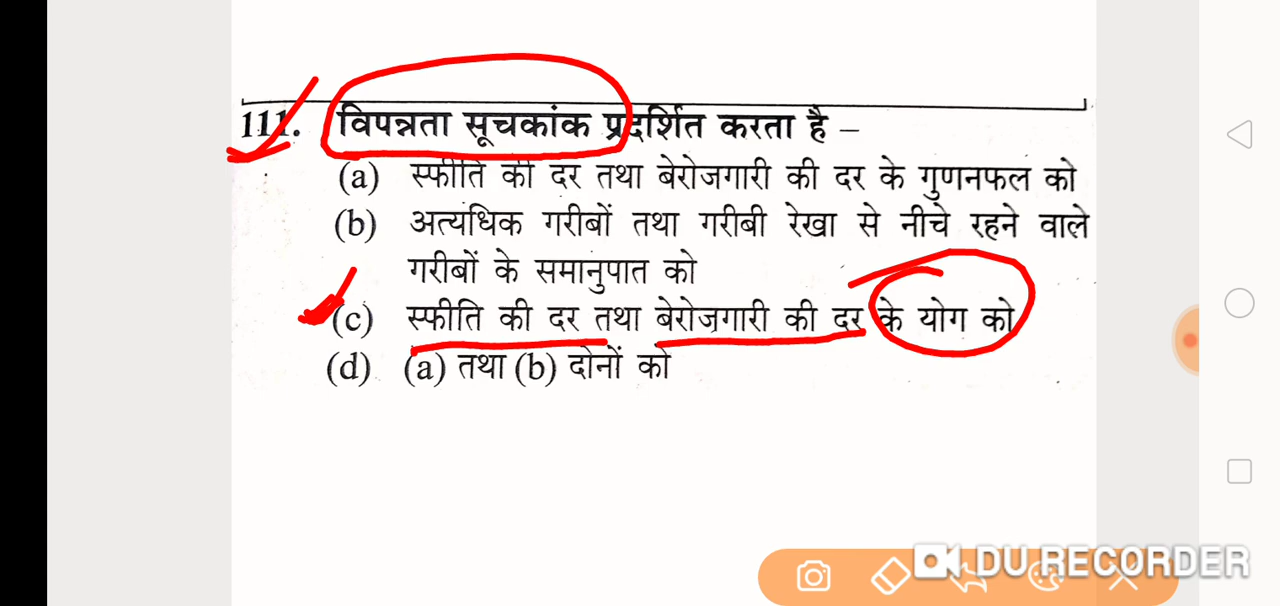 111. विपन्नता सूचकांक प्रदर्शित करता है –
(a) स्फीति की दर तथा बेरोजगारी की दर के गुणनफल को
(b) अत्यधिक गरीबों तथा गरीबी रेखा से नीचे रहने वाले
गरीबों के समानुपात को
(c) स्फीति की दर तथा बेरोजगारी की दर के योग को
(d) (a) तथा (b) दोनों को
DU RECORDER